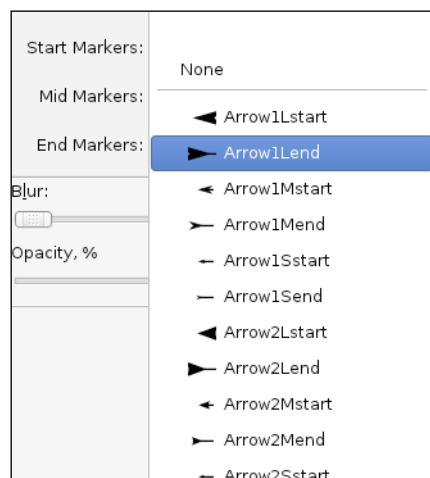 Start Markers:
None
Mid Markers:
Arrow1Lstart
End Markers:
Arrow1Lend
Blur:
Arrow1Mstart
Arrow1Mend
Opacity, %
Arrow1Sstart
Arrow1Send
Arrow2Lstart
Arrow2Lend
Arrow2Mstart
Arrow2Mend
Arrow2Sstart